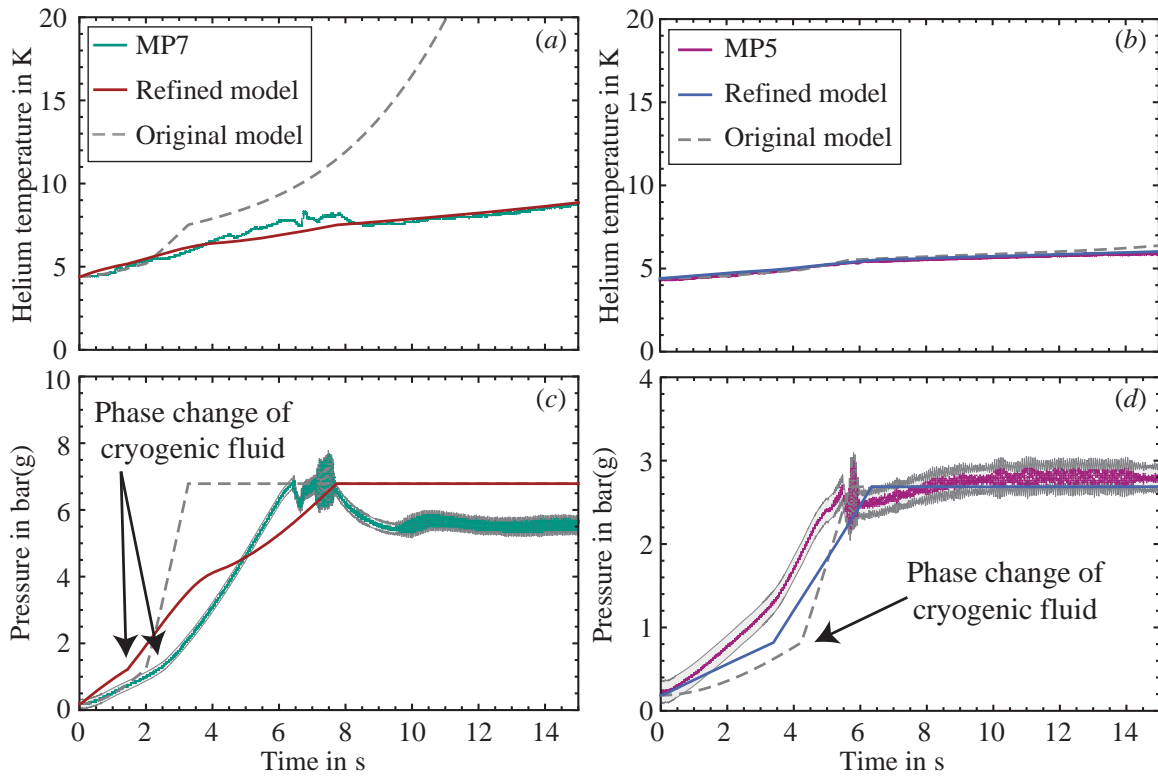 20
15
10
5
0
Helium temperature in K
MP7
Refined model
Original model
(a)
20
15
10
5
0
Helium temperature in K
MP5
Refined model
Original model
(b)
10
8
6
4
2
0
Pressure in bar(g)
Phase change of
cryogenic fluid
(c)
0 2 4 6 8 10 12 14
Time in s
4
3
2
1
0
Pressure in bar(g)
(d)
Phase change of
cryogenic fluid
0 2 4 6 8 10 12 14
Time in s